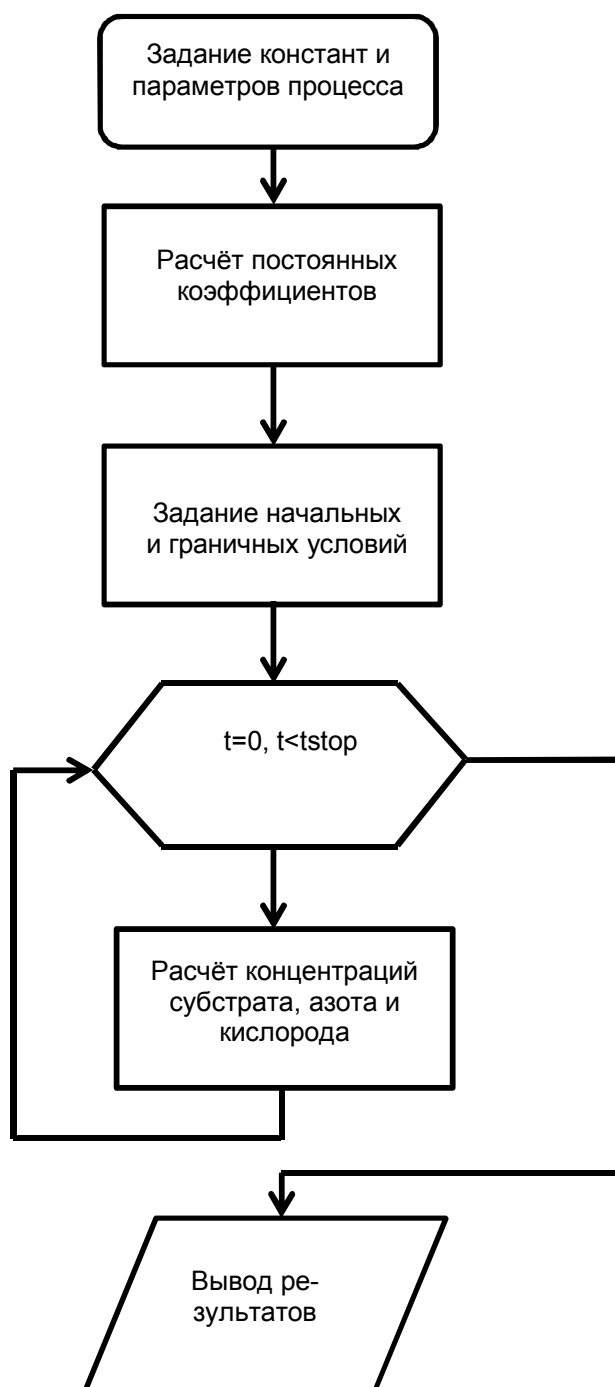 Задание констант и
параметров процесса
Расчёт постоянных
коэффициентов
Задание начальных
и граничных условий
t=0, t<tstop
Расчёт концентраций
субстрата, азота и
кислорода
Вывод ре-
зультатов